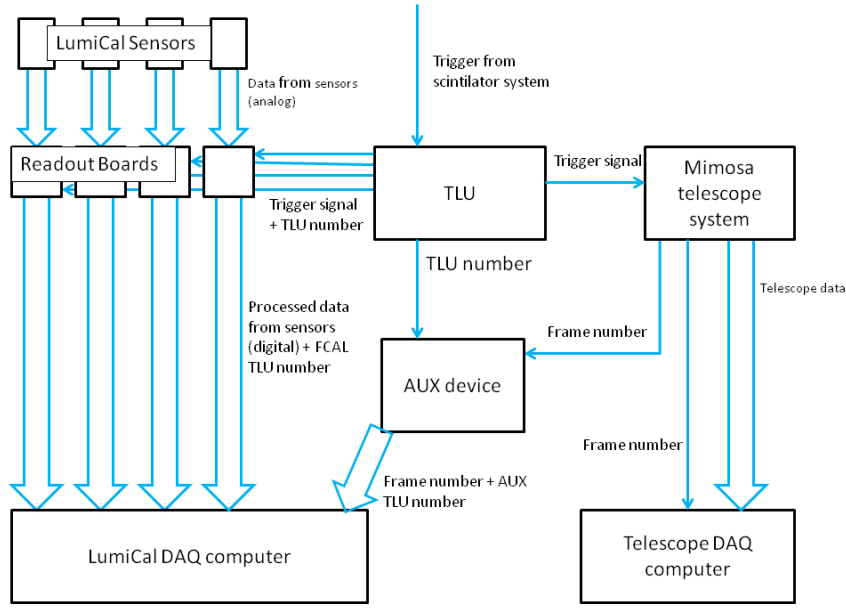 LumiCal Sensors
Trigger from
scintilator system
Data from sensors
(analog)
Readout Boards
TLU
Trigger signal
Mimosa
telescope
system
Trigger signal
+ TLU number
TLU number
Telescope data
Processed data
from sensors
(digital) + FCAL
TLU number
Frame number
AUX device
Frame number
Frame number + AUX
TLU number
LumiCal DAQ computer
Telescope DAQ
computer